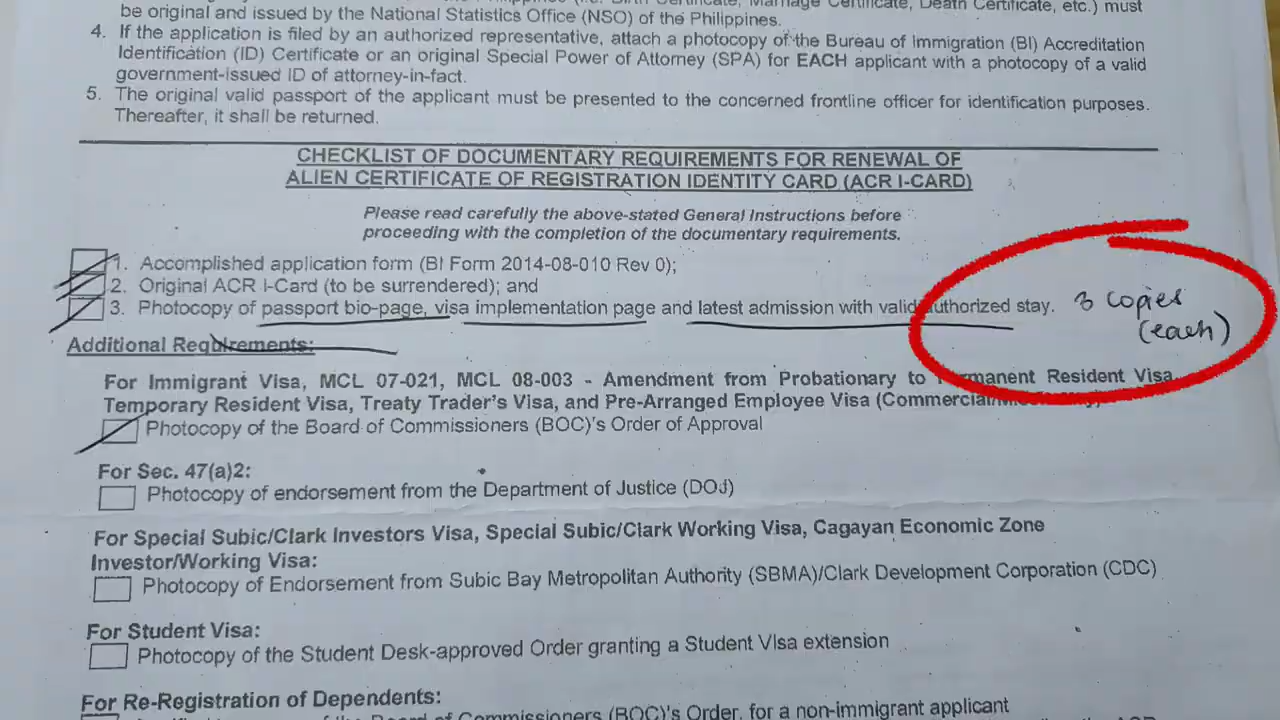 be original and issued by the National Statistics Office (NSO) of the Philippines.
4. If the application is filed by an authorized representative, attach a photocopy of the Bureau of Immigration (BI) Accreditation
Identification (ID) Certificate or an original Special Power of Attorney (SPA) for EACH applicant with a photocopy of a valid
government-issued ID of attorney-in-fact.
5. The original valid passport of the applicant must be presented to the concerned frontline officer for identification purposes.
Thereafter, it shall be returned.
CHECKLIST OF DOCUMENTARY REQUIREMENTS FOR RENEWAL OF
ALIEN CERTIFICATE OF REGISTRATION IDENTITY CARD (ACR I-CARD)
Please read carefully the above-stated General Instructions before
proceeding with the completion of the documentary requirements.
1. Accomplished application form (BI Form 2014-08-010 Rev 0);
2. Original ACR I-Card (to be surrendered); and
3. Photocopy of passport bio-page, visa implementation page and latest admission with valid authorized stay. 3 copies
(each)
Additional Requirements:
For Immigrant Visa, MCL 07-021, MCL 08-003 - Amendment from Probationary to Permanent Resident Visa
Temporary Resident Visa, Treaty Trader's Visa, and Pre-Arranged Employee Visa
Photocopy of the Board of Commissioners (BOC)'s Order of Approval
For Sec. 47(a)2:
Photocopy of endorsement from the Department of Justice (DOJ)
For Special Subic/Clark Investors Visa, Special Subic/Clark Working Visa, Cagayan Economic Zone
Investor/Working Visa:
Photocopy of Endorsement from Subic Bay Metropolitan Authority (SBMA)/Clark Development Corporation (CDC)
For Student Visa:
Photocopy of the Student Desk-approved Order granting a Student Visa extension
For Re-Registration of Dependents:
of the Board of Commissioners (BOC)'s Order, for a non-immigrant applicant